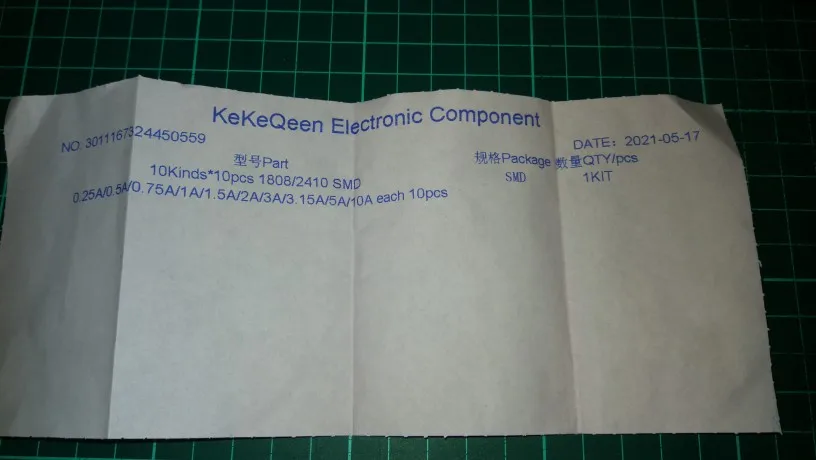 KeKeQeen Electronic Component
NO. 3011167324450559
DATE：2021-05-17
型号Part
规格Package 数量QTY/pcs
10Kinds*10pcs 1808/2410 SMD
SMD
1KIT
0.25A/0.5A/0.75A/1A/1.5A/2A/3A/3.15A/5A/10A each 10pcs